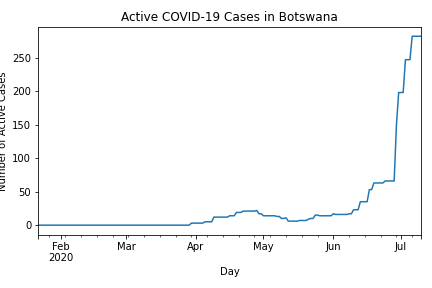 Active COVID-19 Cases in Botswana
Number of Active Cases
250
200
150
100
50
0
Feb Mar Apr May Jun Jul
2020
Day